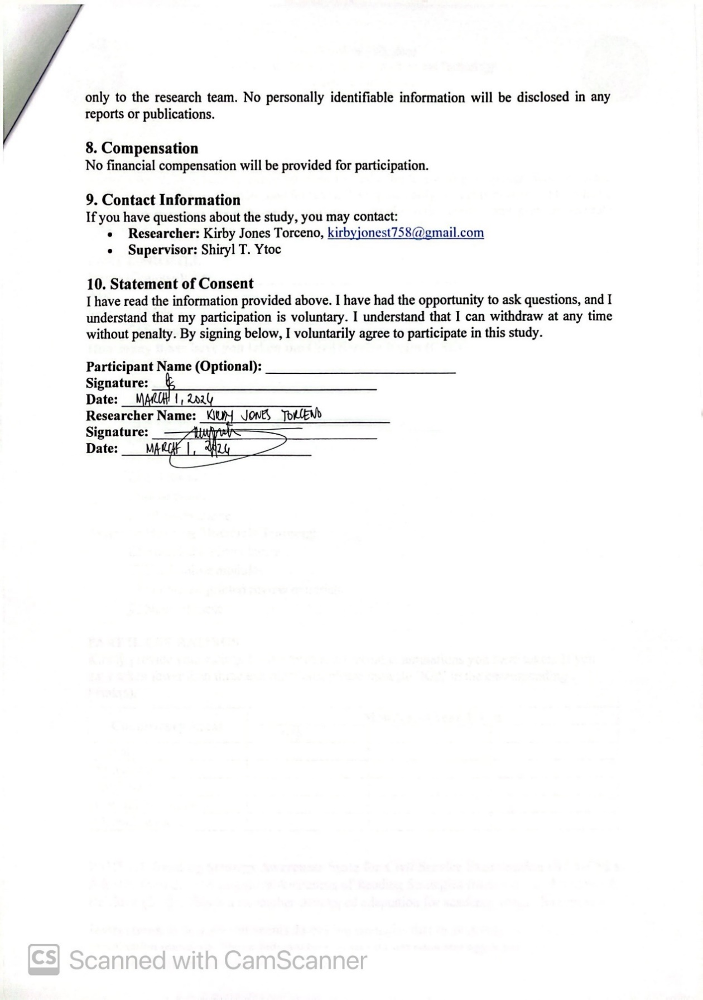 only to the research team. No personally identifiable information will be disclosed in any
reports or publications.
8. Compensation
No financial compensation will be provided for participation.
9. Contact Information
If you have questions about the study, you may contact:
• Researcher: Kirby Jones Torceno, kirbyjonest758@gmail.com
• Supervisor: Shiryl T. Ytoc
10. Statement of Consent
I have read the information provided above. I have had the opportunity to ask questions, and I
understand that my participation is voluntary. I understand that I can withdraw at any time
without penalty. By signing below, I voluntarily agree to participate in this study.
Participant Name (Optional):
Signature:
Date: MARCH 1, 2026
Researcher Name: KIRBY JONES TORCENO
Signature:
Date: MARCH 1, 2026
CS Scanned with CamScanner